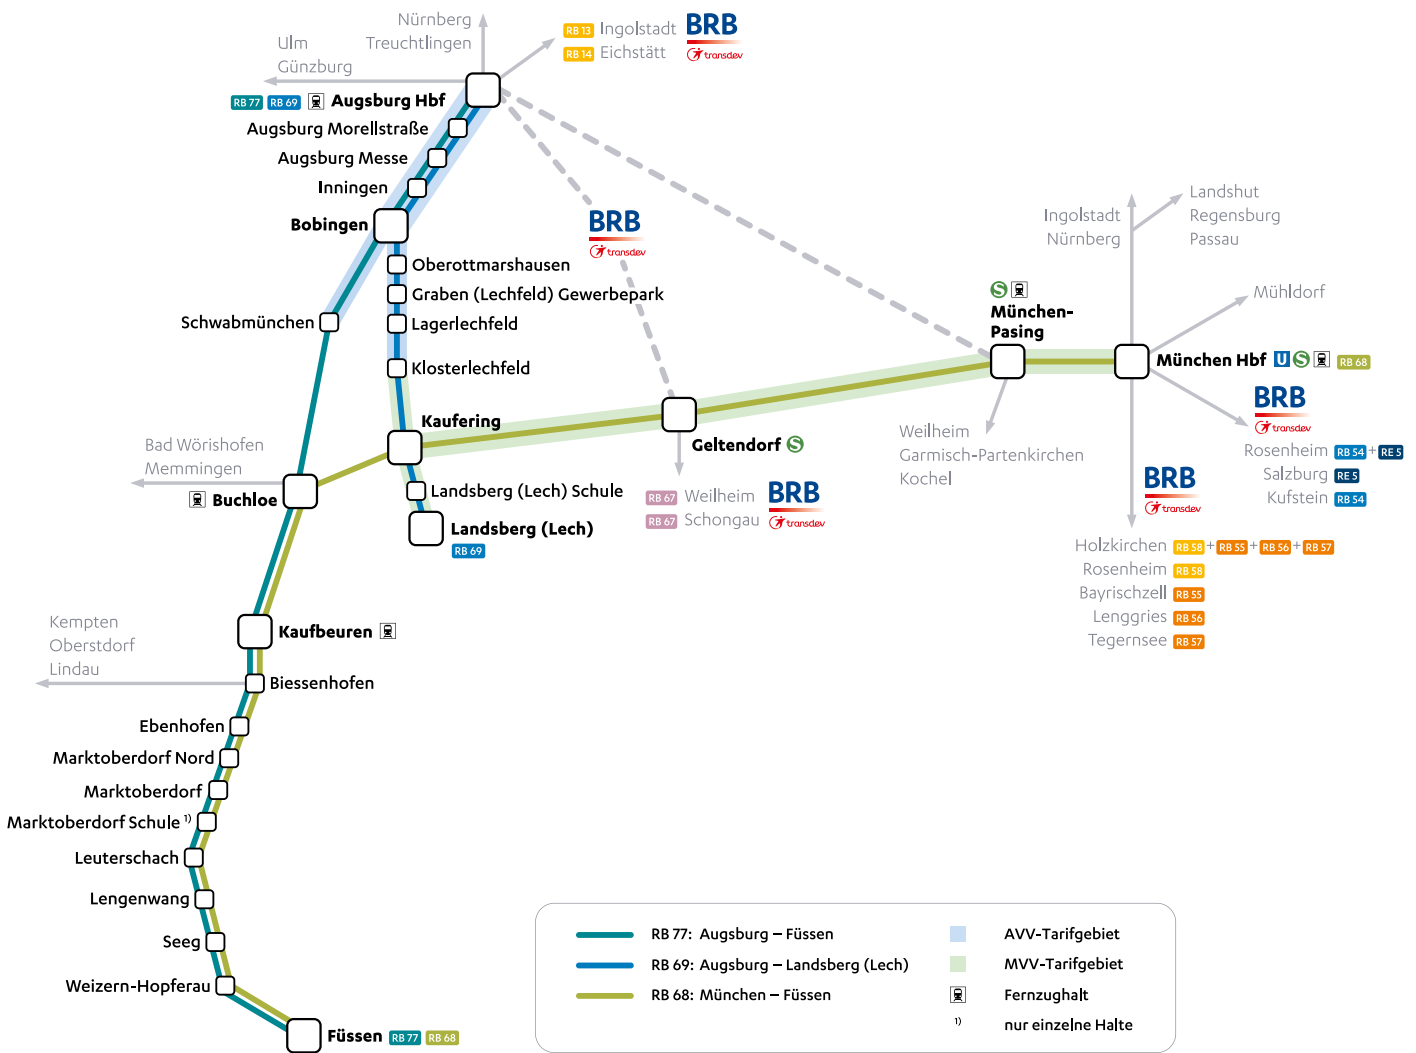 Nürnberg
Treuchtlingen
RB 13 Ingolstadt BRB
RB 14 Eichstätt transdev
Ulm
Günzburg
RB 77 RB 69 Augsburg Hbf
Augsburg Morellstraße
Augsburg Messe
Inningen
Bobingen
BRB
transdev
Oberottmarshausen
Graben (Lechfeld) Gewerbepark
Lagerlechfeld
Klosterlechfeld
Schwabmünchen
Landshut
Regensburg
Passau
Ingolstadt
Nürnberg
Mühldorf
S
München-
Pasing
München Hbf U S RB 68
Kaufering
Geltendorf S
Weilheim
Garmisch-Partenkirchen
Kochel
BRB
transdev
Rosenheim RB 54 + RE 5
Salzburg RE 5
Kufstein RB 54
Bad Wörishofen
Memmingen
Buchloe
Landsberg (Lech) Schule
Landsberg (Lech)
RB 69
RB 67 Weilheim BRB
RB 67 Schongau transdev
BRB
transdev
Holzkirchen RB 58 + RB 55 + RB 56 + RB 57
Rosenheim RB 58
Bayrischzell RB 55
Lenggries RB 56
Tegernsee RB 57
Kaufbeuren
Kempten
Oberstdorf
Lindau
Biessenhofen
Ebenhofen
Marktoberdorf Nord
Marktoberdorf
Marktoberdorf Schule 1)
Leuterschach
Lengenwang
Seeg
Weizern-Hopferau
Füssen RB 77 RB 68
RB 77: Augsburg – Füssen
RB 69: Augsburg – Landsberg (Lech)
RB 68: München – Füssen
AVV-Tarifgebiet
MVV-Tarifgebiet
Fernzughalt
1) nur einzelne Halte